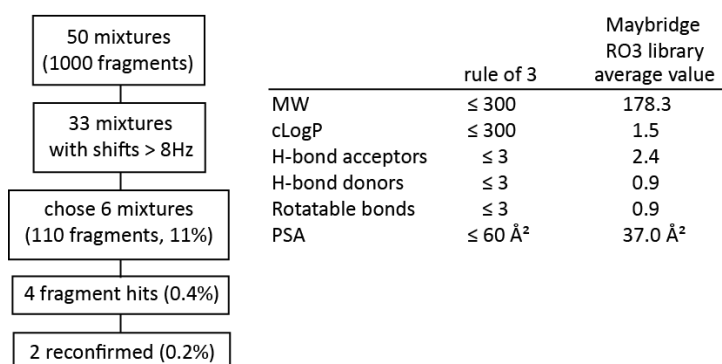 50 mixtures
(1000 fragments)
33 mixtures
with shifts > 8Hz
chose 6 mixtures
(110 fragments, 11%)
4 fragment hits (0.4%)
2 reconfirmed (0.2%)
Maybridge
RO3 library
rule of 3 average value
MW ≤ 300 178.3
cLogP ≤ 300 1.5
H-bond acceptors ≤ 3 2.4
H-bond donors ≤ 3 0.9
Rotatable bonds ≤ 3 0.9
PSA ≤ 60 Å² 37.0 Å²